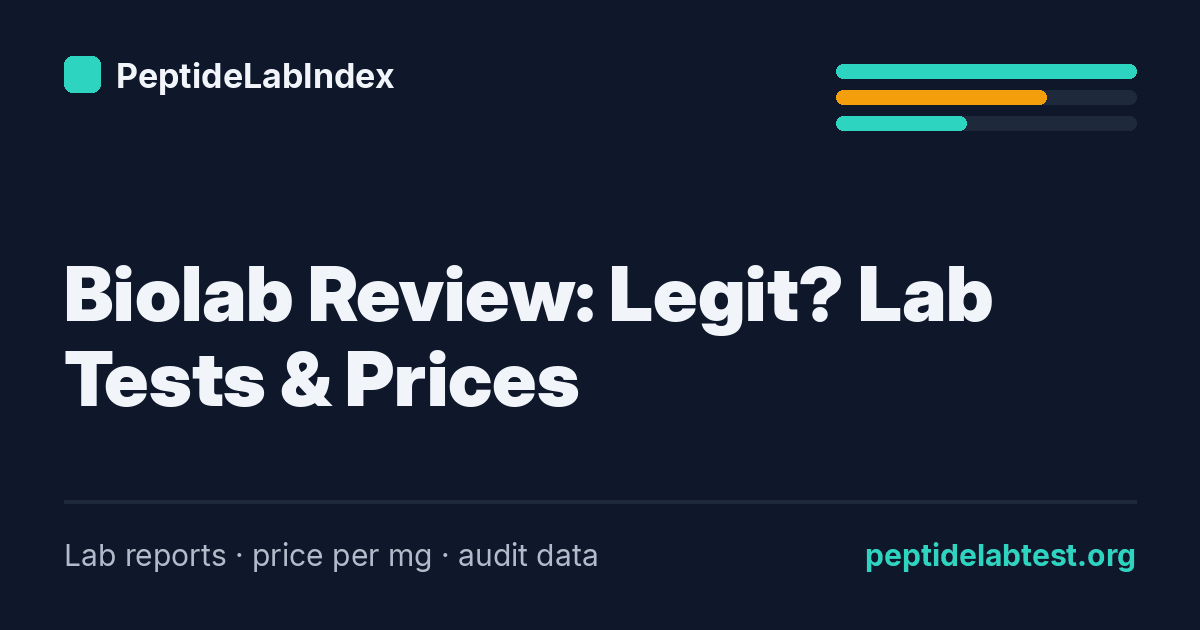 PeptideLabIndex
Biolab Review: Legit? Lab
Tests & Prices
Lab reports · price per mg · audit data
peptidelabtest.org